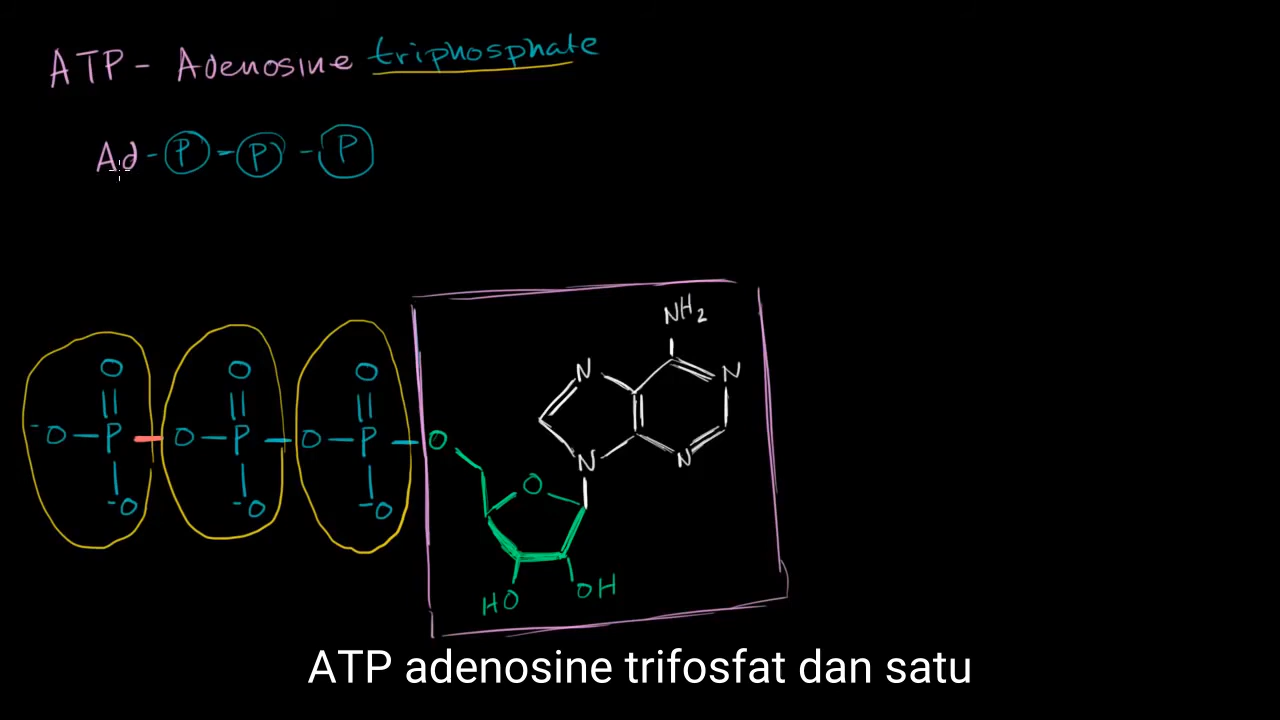 ATP - Adenosine triphosphate
Ad - P - P - P
NH2
N N
O O O
-O-P-O-P-O-P-O
N N
O
-O -O -O
HO OH
ATP adenosine trifosfat dan satu